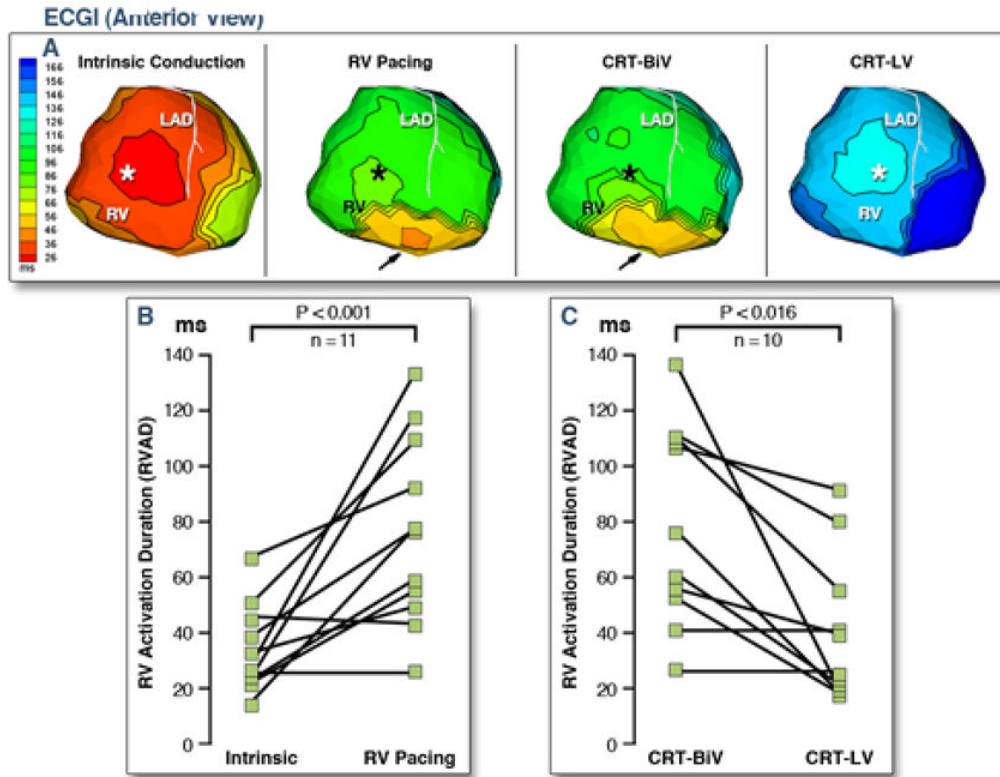 ECGI (Anterior View)
A
Intrinsic Conduction
RV Pacing
CRT-BiV
CRT-LV
166
156
146
136
126
116
106
96
86
76
66
56
46
36
26
ms
LAD
*
RV
LAD
*
RV
LAD
*
RV
LAD
*
RV
B
ms
P < 0.001
n = 11
RV Activation Duration (RVAD)
140
120
100
80
60
40
20
0
Intrinsic
RV Pacing
C
ms
P < 0.016
n = 10
RV Activation Duration (RVAD)
140
120
100
80
60
40
20
0
CRT-BiV
CRT-LV